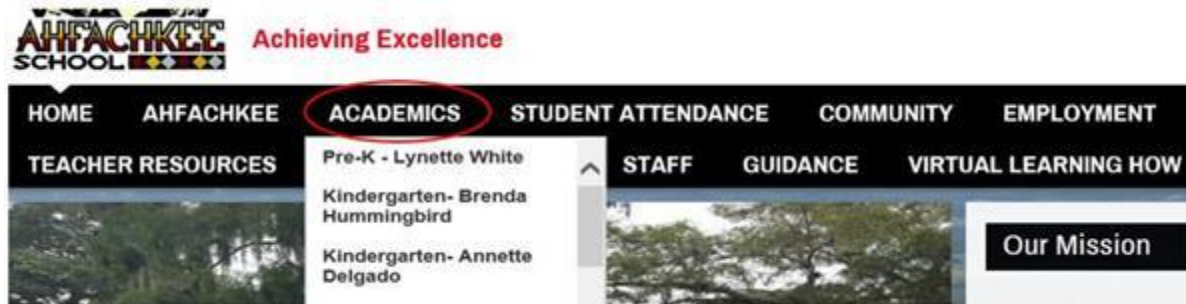 AHFACHKEE
SCHOOL
Achieving Excellence
HOME AHFACHKEE ACADEMICS STUDENT ATTENDANCE COMMUNITY EMPLOYMENT
TEACHER RESOURCES STAFF GUIDANCE VIRTUAL LEARNING HOW
Pre-K - Lynette White
Kindergarten- Brenda
Hummingbird
Kindergarten- Annette
Delgado
Our Mission